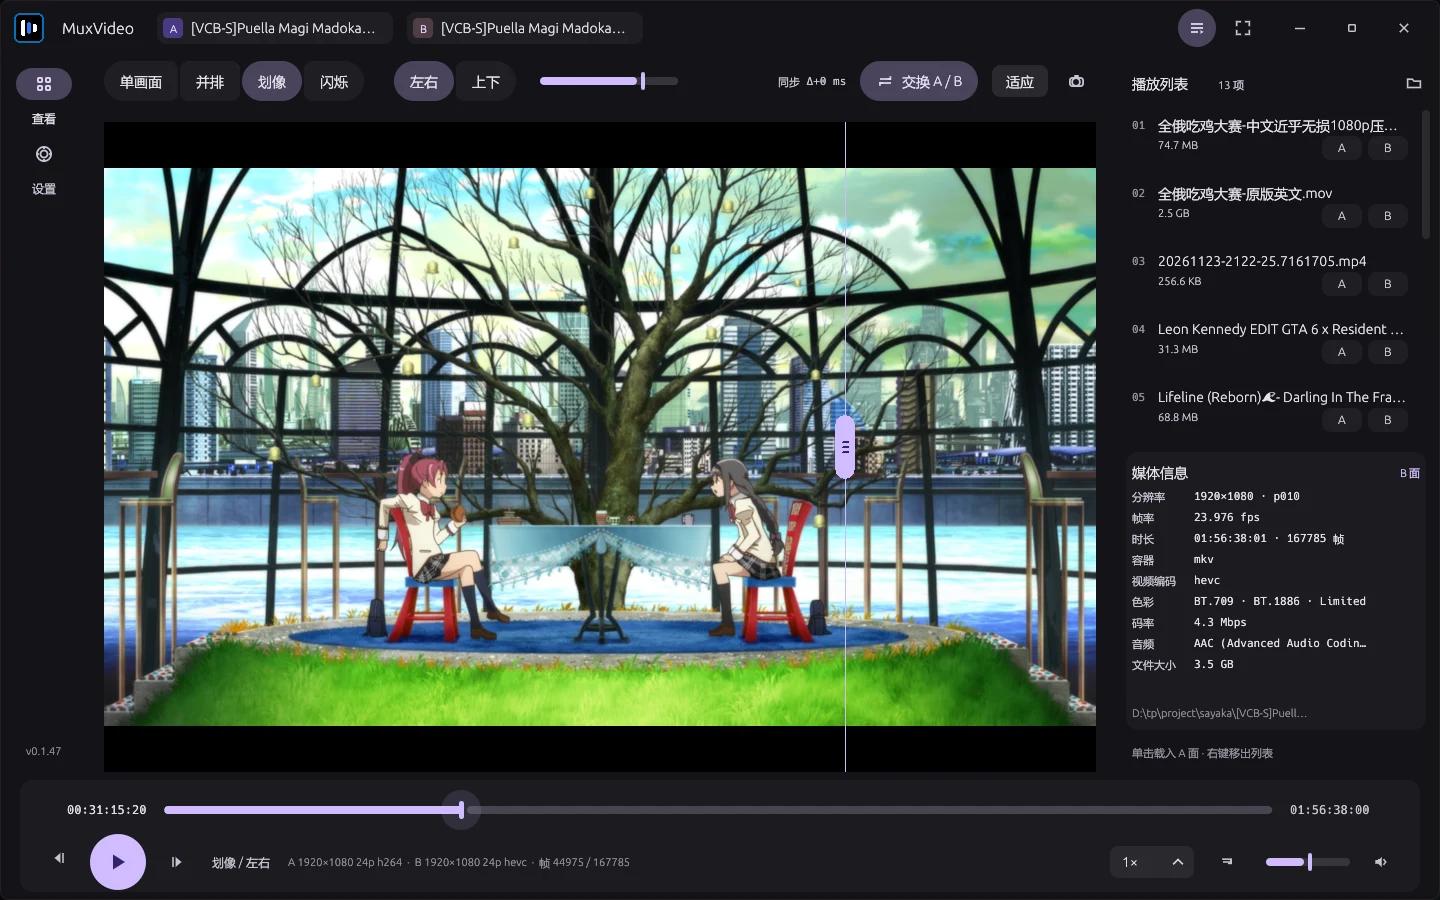 MuxVideo
A [VCB-S]Puella Magi Madoka...
B [VCB-S]Puella Magi Madoka...
查看
设置
v0.1.47
单画面 并排 划像 闪烁 左右 上下 同步 Δ+0 ms 交换 A / B 适应
播放列表 13 项
01 全俄吃鸡大赛-中文近乎无损1080p压...
74.7 MB A B
02 全俄吃鸡大赛-原版英文.mov
2.5 GB A B
03 20261123-2122-25.7161705.mp4
256.6 KB A B
04 Leon Kennedy EDIT GTA 6 x Resident ...
31.3 MB A B
05 Lifeline (Reborn)🌊- Darling In The Fra...
68.8 MB A B
媒体信息 B 面
分辨率 1920×1080 · p010
帧率 23.976 fps
时长 01:56:38:01 · 167785 帧
容器 mkv
视频编码 hevc
色彩 BT.709 · BT.1886 · Limited
码率 4.3 Mbps
音频 AAC (Advanced Audio Codin…
文件大小 3.5 GB
D:\tp\project\sayaka\[VCB-S]Puell...
单击载入 A 面 · 右键移出列表
00:31:15:20 01:56:38:00
划像 / 左右 A 1920×1080 24p h264 · B 1920×1080 24p hevc · 帧 44975 / 167785 1×